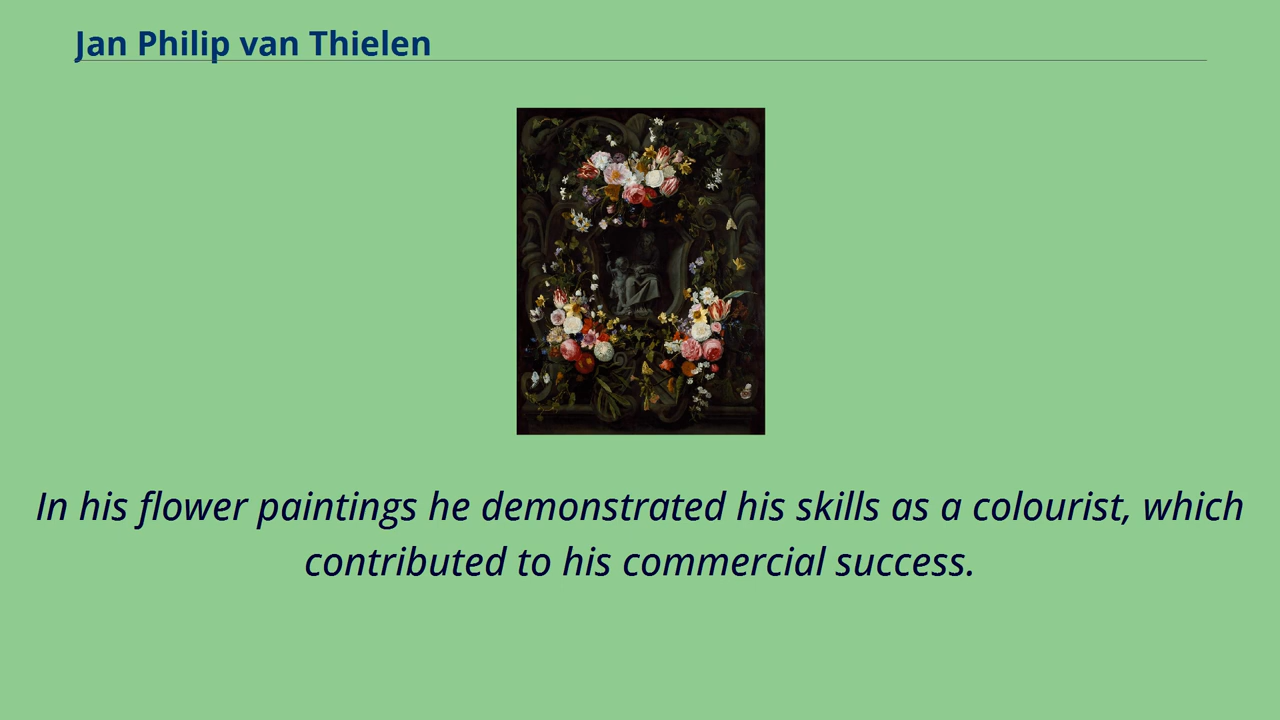 Jan Philip van Thielen
In his flower paintings he demonstrated his skills as a colourist, which
contributed to his commercial success.